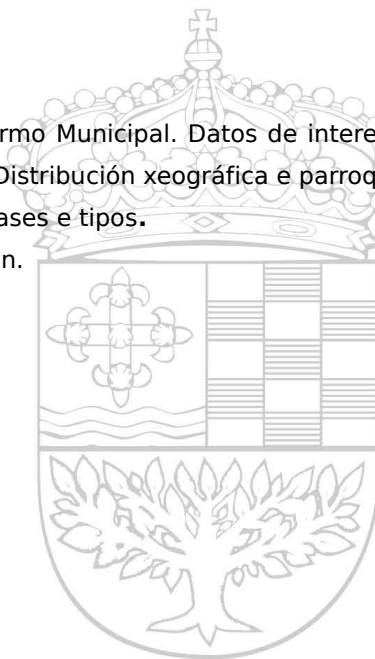 rmo Municipal. Datos de intere
Distribución xeográfica e parroq
ases e tipos.
n.